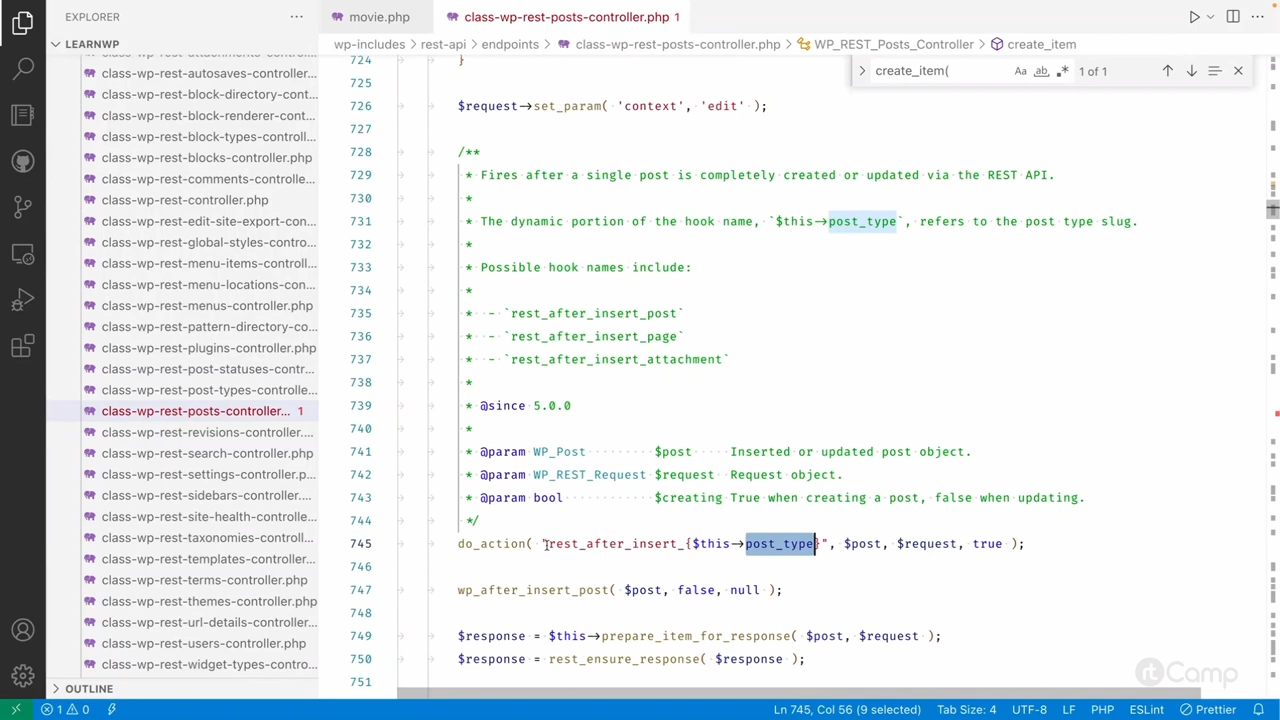 EXPLORER
LEARNWP
class-wp-rest-autosaves-controller...
class-wp-rest-block-directory-cont...
class-wp-rest-block-renderer-contr...
class-wp-rest-block-types-controll...
class-wp-rest-blocks-controller.php
class-wp-rest-comments-controlle...
class-wp-rest-controller.php
class-wp-rest-edit-site-export-con...
class-wp-rest-global-styles-contro...
class-wp-rest-menu-items-controll...
class-wp-rest-menu-locations-con...
class-wp-rest-menus-controller.php
class-wp-rest-pattern-directory-co...
class-wp-rest-plugins-controller.php
class-wp-rest-post-statuses-contr...
class-wp-rest-post-types-controlle...
class-wp-rest-posts-controller... 1
class-wp-rest-revisions-controller....
class-wp-rest-search-controller.php
class-wp-rest-settings-controller.p...
class-wp-rest-sidebars-controller...
class-wp-rest-site-health-controlle...
class-wp-rest-taxonomies-controll...
class-wp-rest-templates-controlle...
class-wp-rest-terms-controller.php
class-wp-rest-themes-controller.php
class-wp-rest-url-details-controlle...
class-wp-rest-users-controller.php
class-wp-rest-widget-types-contro...
OUTLINE
movie.php
class-wp-rest-posts-controller.php 1
wp-includes > rest-api > endpoints > class-wp-rest-posts-controller.php > WP_REST_Posts_Controller > create_item
create_item( Aa ab 1 of 1
724 }
725
726 $request->set_param( 'context', 'edit' );
727
728 /**
729 * Fires after a single post is completely created or updated via the REST API.
730 *
731 * The dynamic portion of the hook name, `$this->post_type`, refers to the post type slug.
732 *
733 * Possible hook names include:
734 *
735 * - `rest_after_insert_post`
736 * - `rest_after_insert_page`
737 * - `rest_after_insert_attachment`
738 *
739 * @since 5.0.0
740 *
741 * @param WP_Post $post Inserted or updated post object.
742 * @param WP_REST_Request $request Request object.
743 * @param bool $creating True when creating a post, false when updating.
744 */
745 do_action( "rest_after_insert_{$this->post_type}", $post, $request, true );
746
747 wp_after_insert_post( $post, false, null );
748
749 $response = $this->prepare_item_for_response( $post, $request );
750 $response = rest_ensure_response( $response );
751
rtCamp
1 0 Ln 745, Col 56 (9 selected) Tab Size: 4 UTF-8 LF PHP ESLint Prettier